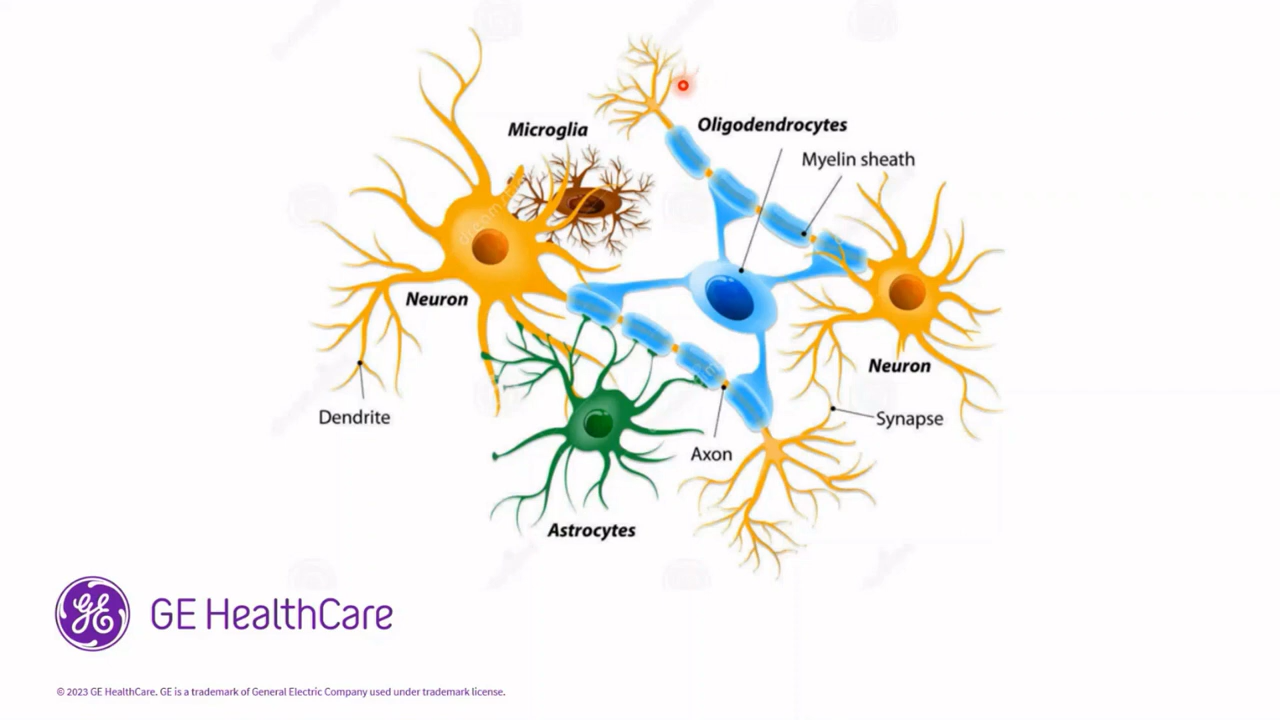 Oligodendrocytes
Microglia
Myelin sheath
Neuron
Neuron
Dendrite
Synapse
Axon
Astrocytes
GE HealthCare
© 2023 GE HealthCare. GE is a trademark of General Electric Company used under trademark license.